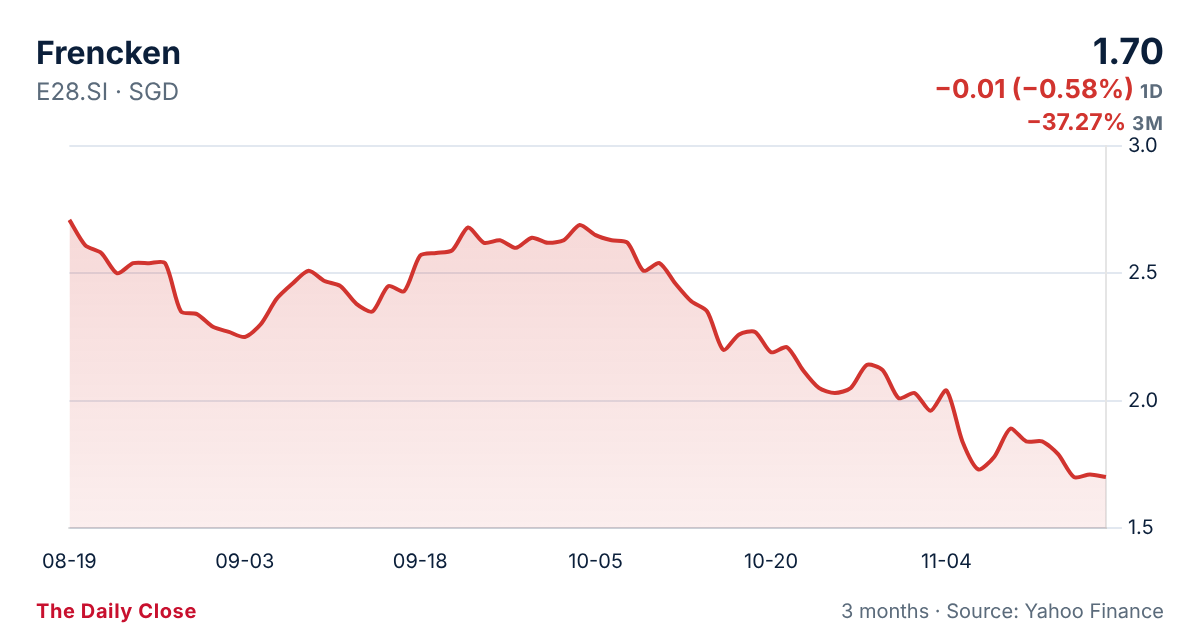 Frencken
1.70
E28.SI · SGD
−0.01 (−0.58%) 1D
−37.27% 3M
3.0
2.5
2.0
1.5
08-19 09-03 09-18 10-05 10-20 11-04
The Daily Close
3 months · Source: Yahoo Finance